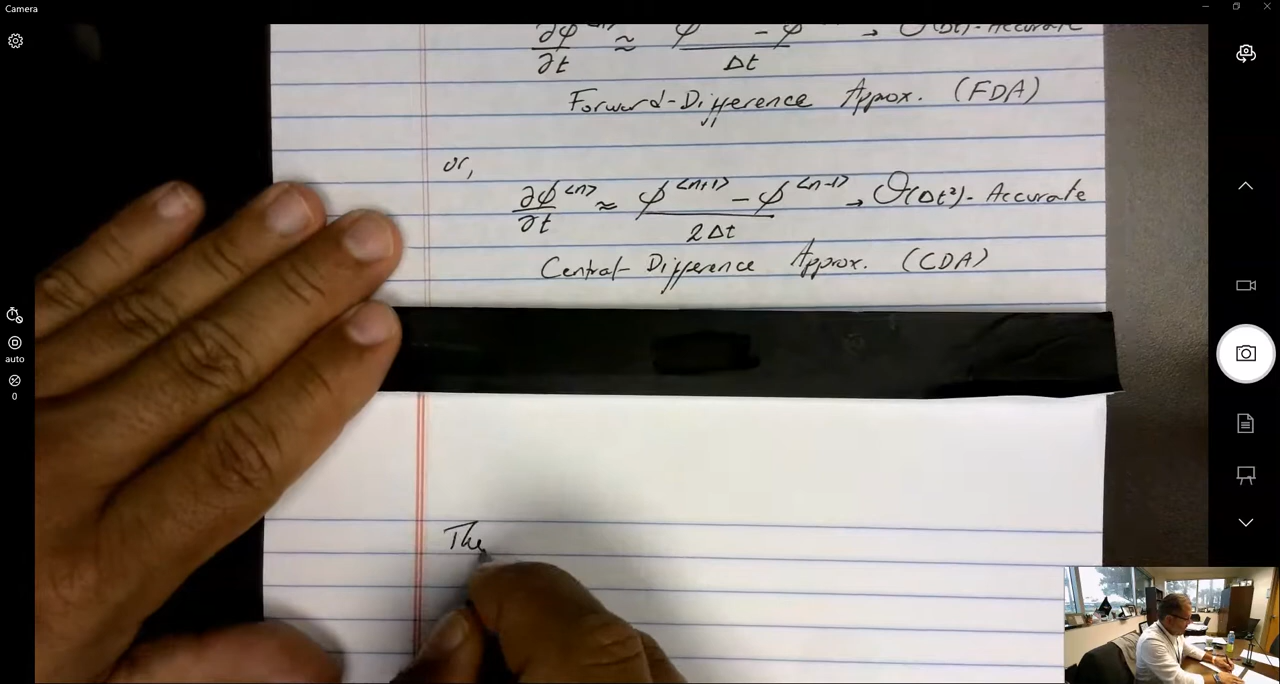 Camera
∂φ/∂t ≈ φ - φ / Δt → O(Δt)-Accurate
Forward-Difference Approx. (FDA)
or,
∂φ^<n>/∂t ≈ φ^<n+1> - φ^<n-1> / 2Δt → O(Δt²)-Accurate
Central-Difference Approx. (CDA)
auto
0
The